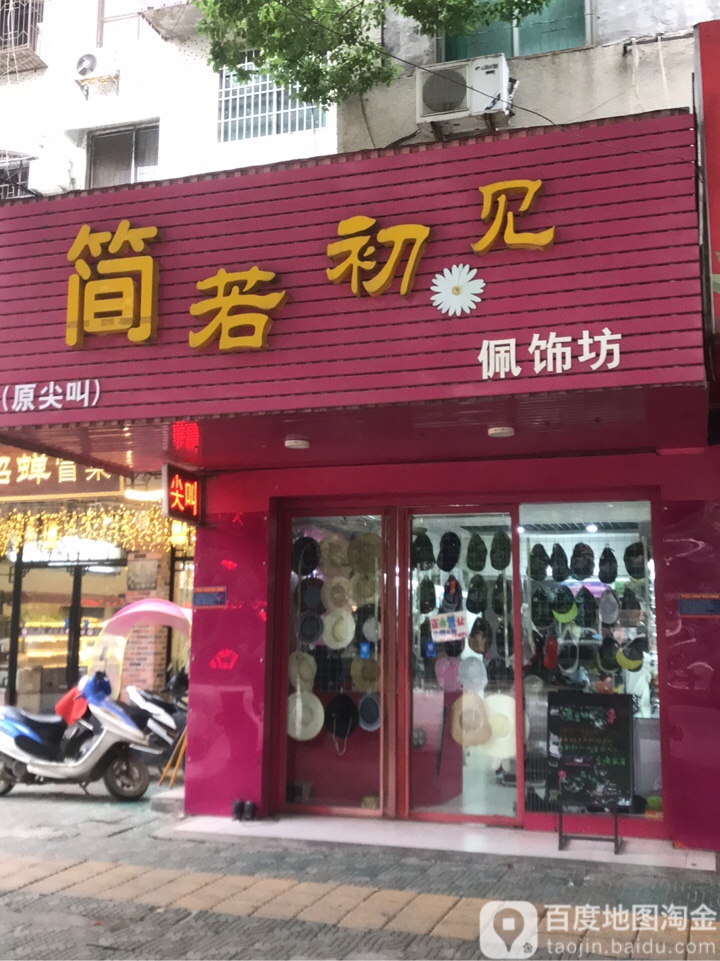 简若初见
佩饰坊
(原尖叫)
尖叫
百度地图淘金
taojin.baidu.com